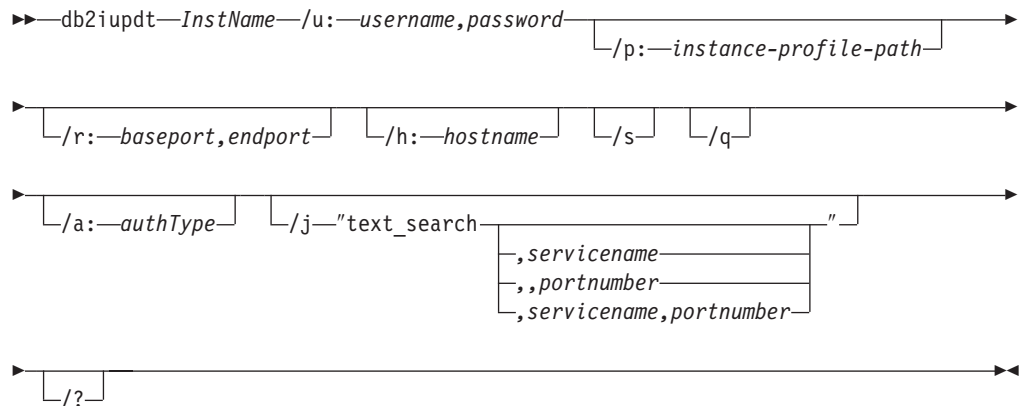 db2iupdt InstName /u: username,password
/p: instance-profile-path
/r: baseport,endport /h: hostname /s /q
/a: authType /j "text_search "
,servicename
,,portnumber
,servicename,portnumber
/?